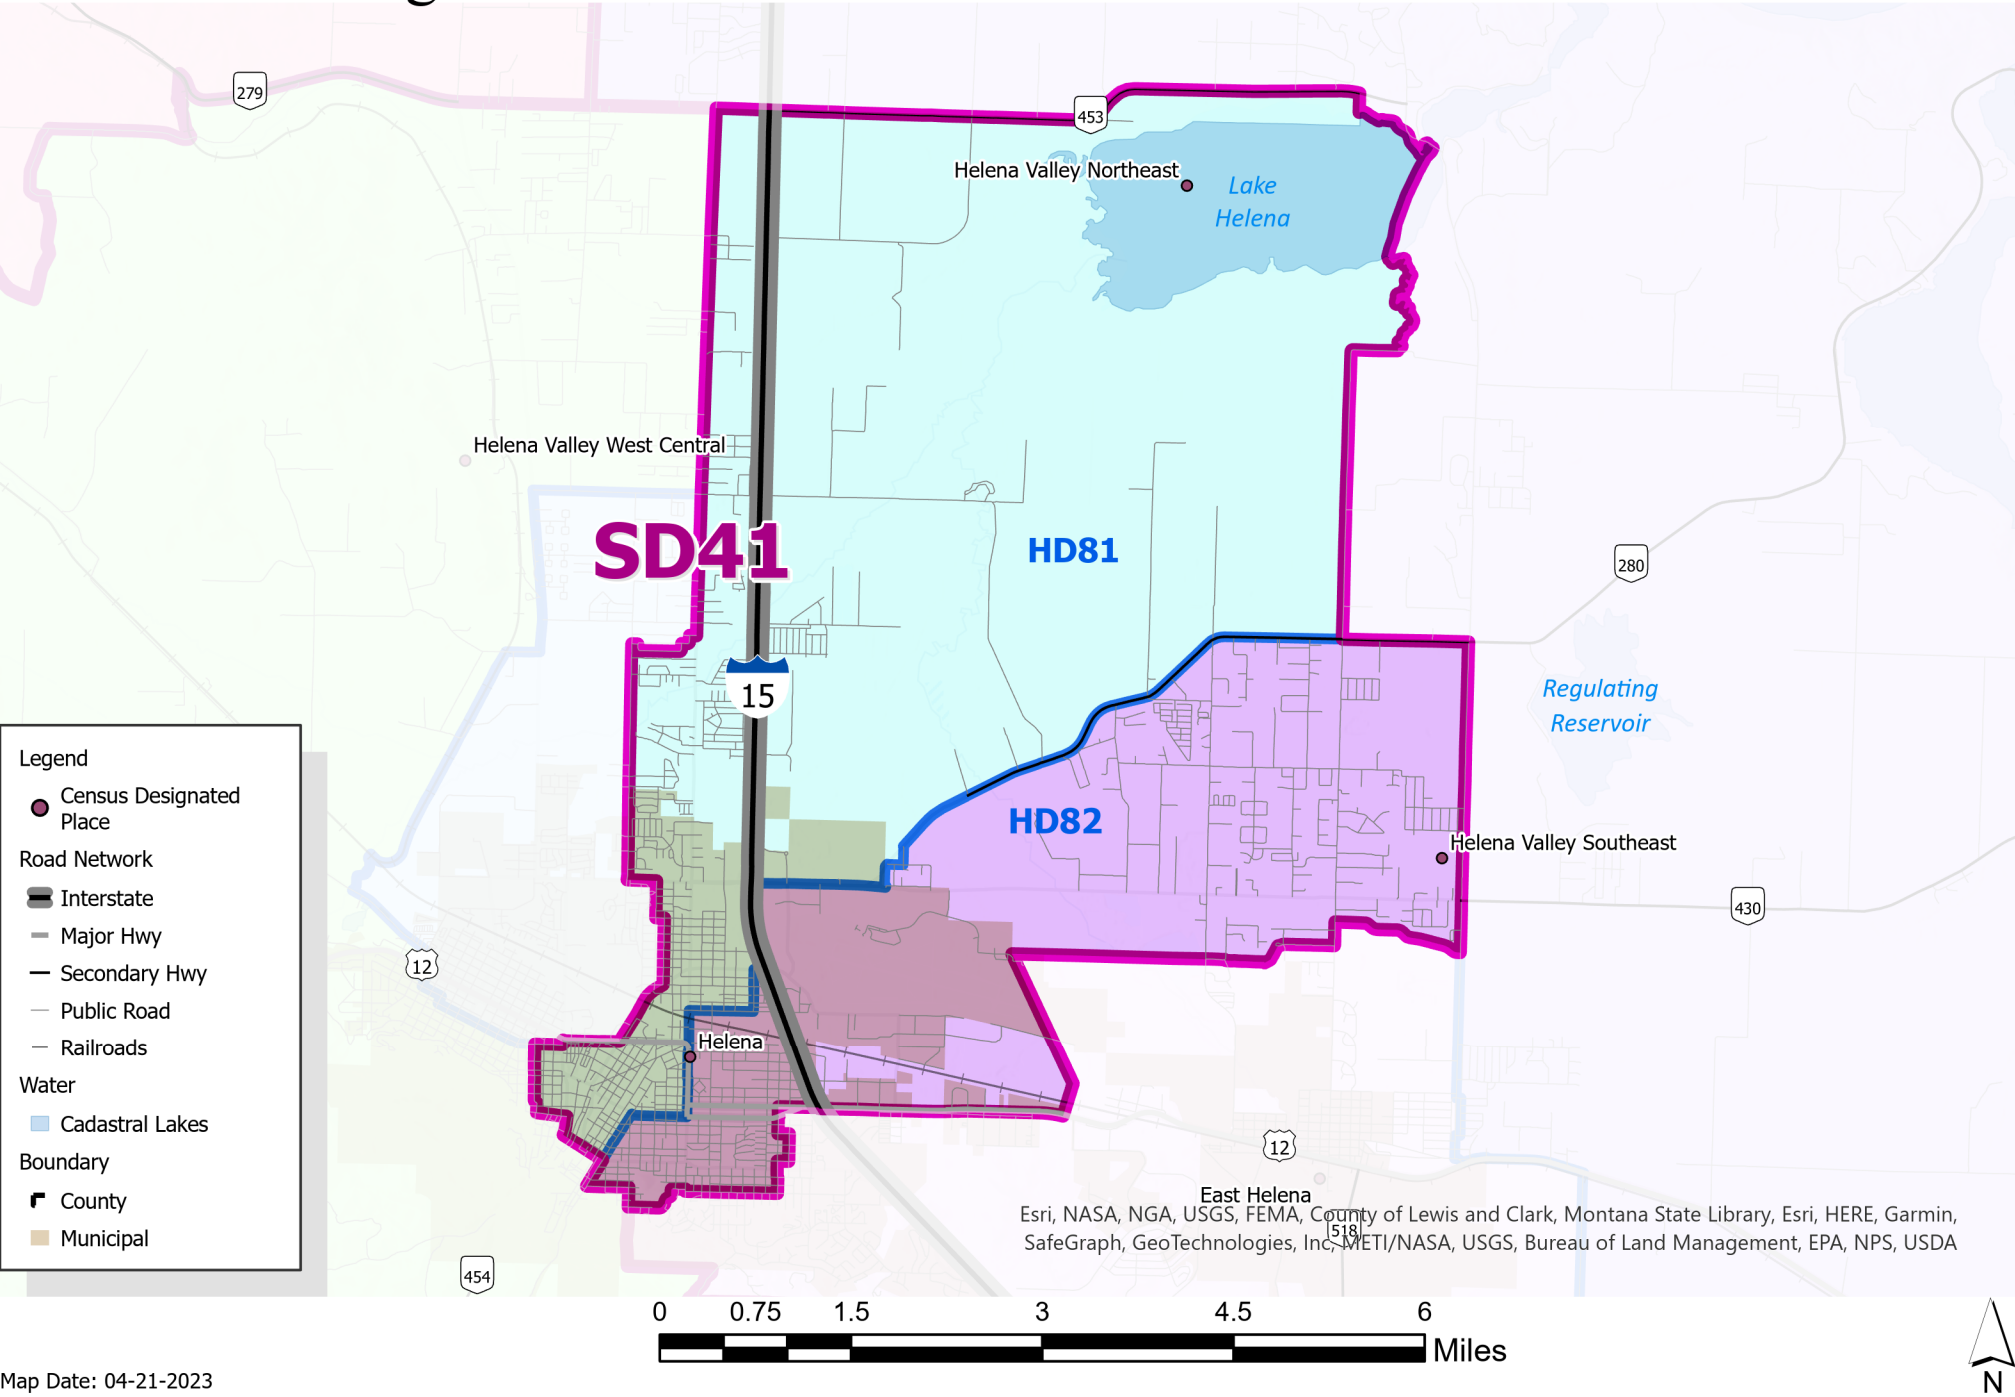 279
453
Helena Valley Northeast
Lake
Helena
Helena Valley West Central
SD41
HD81
280
15
Regulating
Reservoir
HD82
Helena Valley Southeast
430
12
Helena
12
East Helena
518
454
Legend
Census Designated
Place
Road Network
Interstate
Major Hwy
Secondary Hwy
Public Road
Railroads
Water
Cadastral Lakes
Boundary
County
Municipal
Esri, NASA, NGA, USGS, FEMA, County of Lewis and Clark, Montana State Library, Esri, HERE, Garmin,
SafeGraph, GeoTechnologies, Inc, METI/NASA, USGS, Bureau of Land Management, EPA, NPS, USDA
0 0.75 1.5 3 4.5 6
Miles
N
Map Date: 04-21-2023